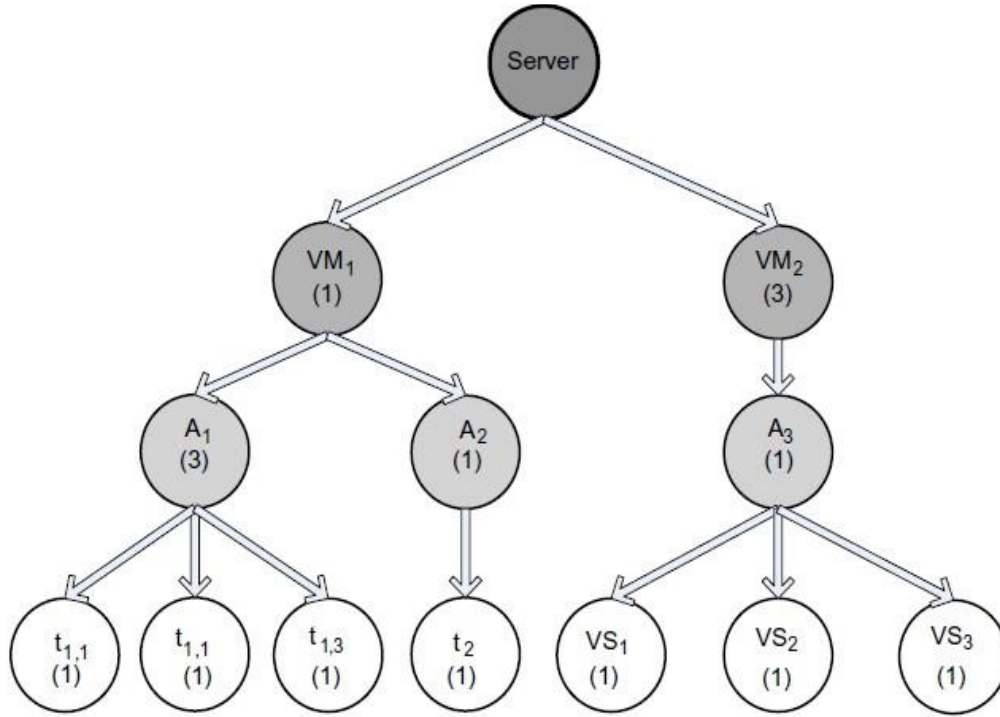 Server
VM1
(1)
VM2
(3)
A1
(3)
A2
(1)
A3
(1)
t1,1
(1)
t1,1
(1)
t1,3
(1)
t2
(1)
VS1
(1)
VS2
(1)
VS3
(1)